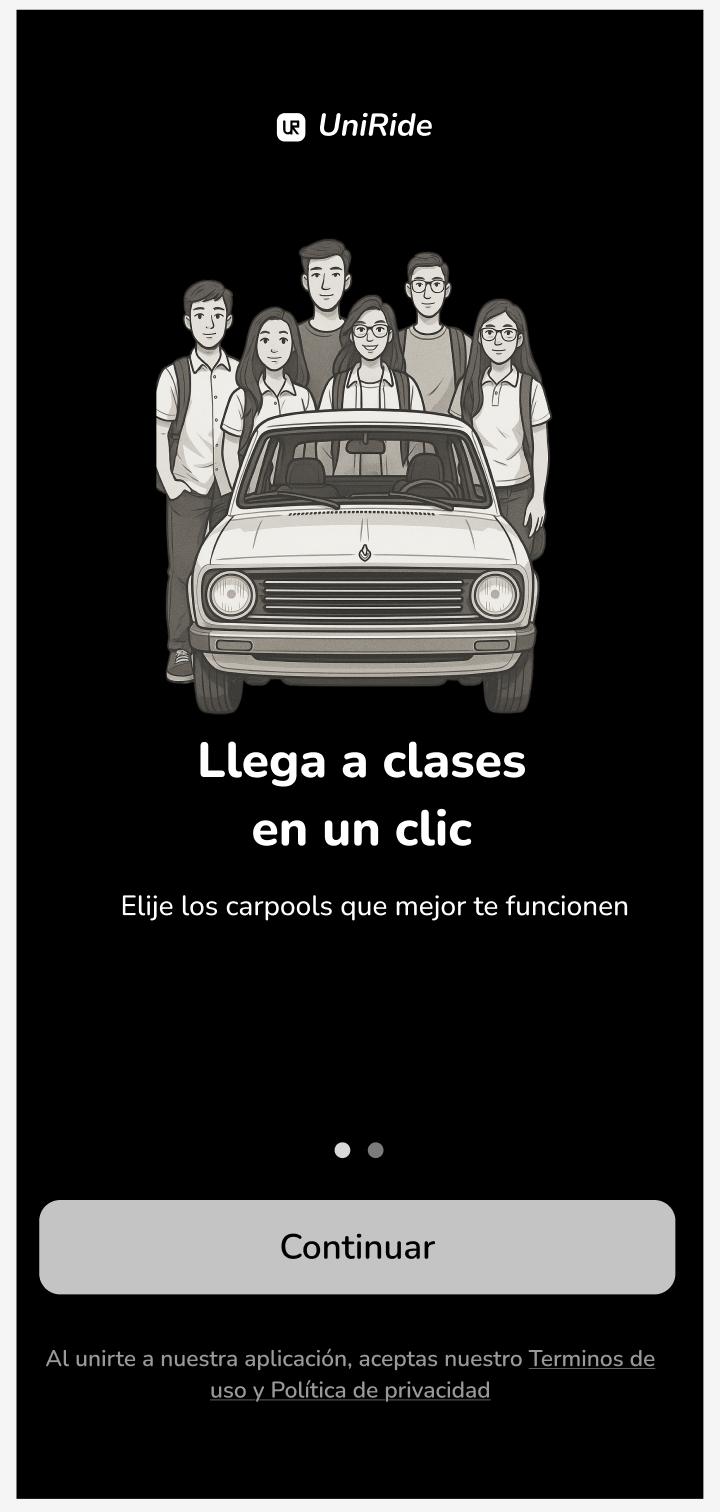 UR UniRide
Llega a clases
en un clic
Elije los carpools que mejor te funcionen
Continuar
Al unirte a nuestra aplicación, aceptas nuestro Terminos de
uso y Política de privacidad